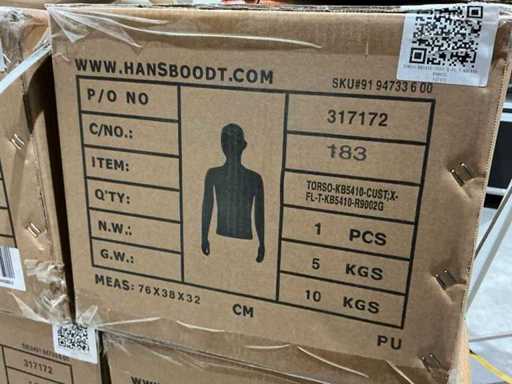 WWW.HANSBOODT.COM
SKU#91 94733 6 00
P/O NO
317172
C/NO.:
183
ITEM:
TORSO-KB5410-CUST;X-
FL-T-KB5410-R9002G
Q'TY:
1 PCS
N.W.:
5 KGS
G.W.:
10 KGS
MEAS: 76X38X32
CM
PU
317172